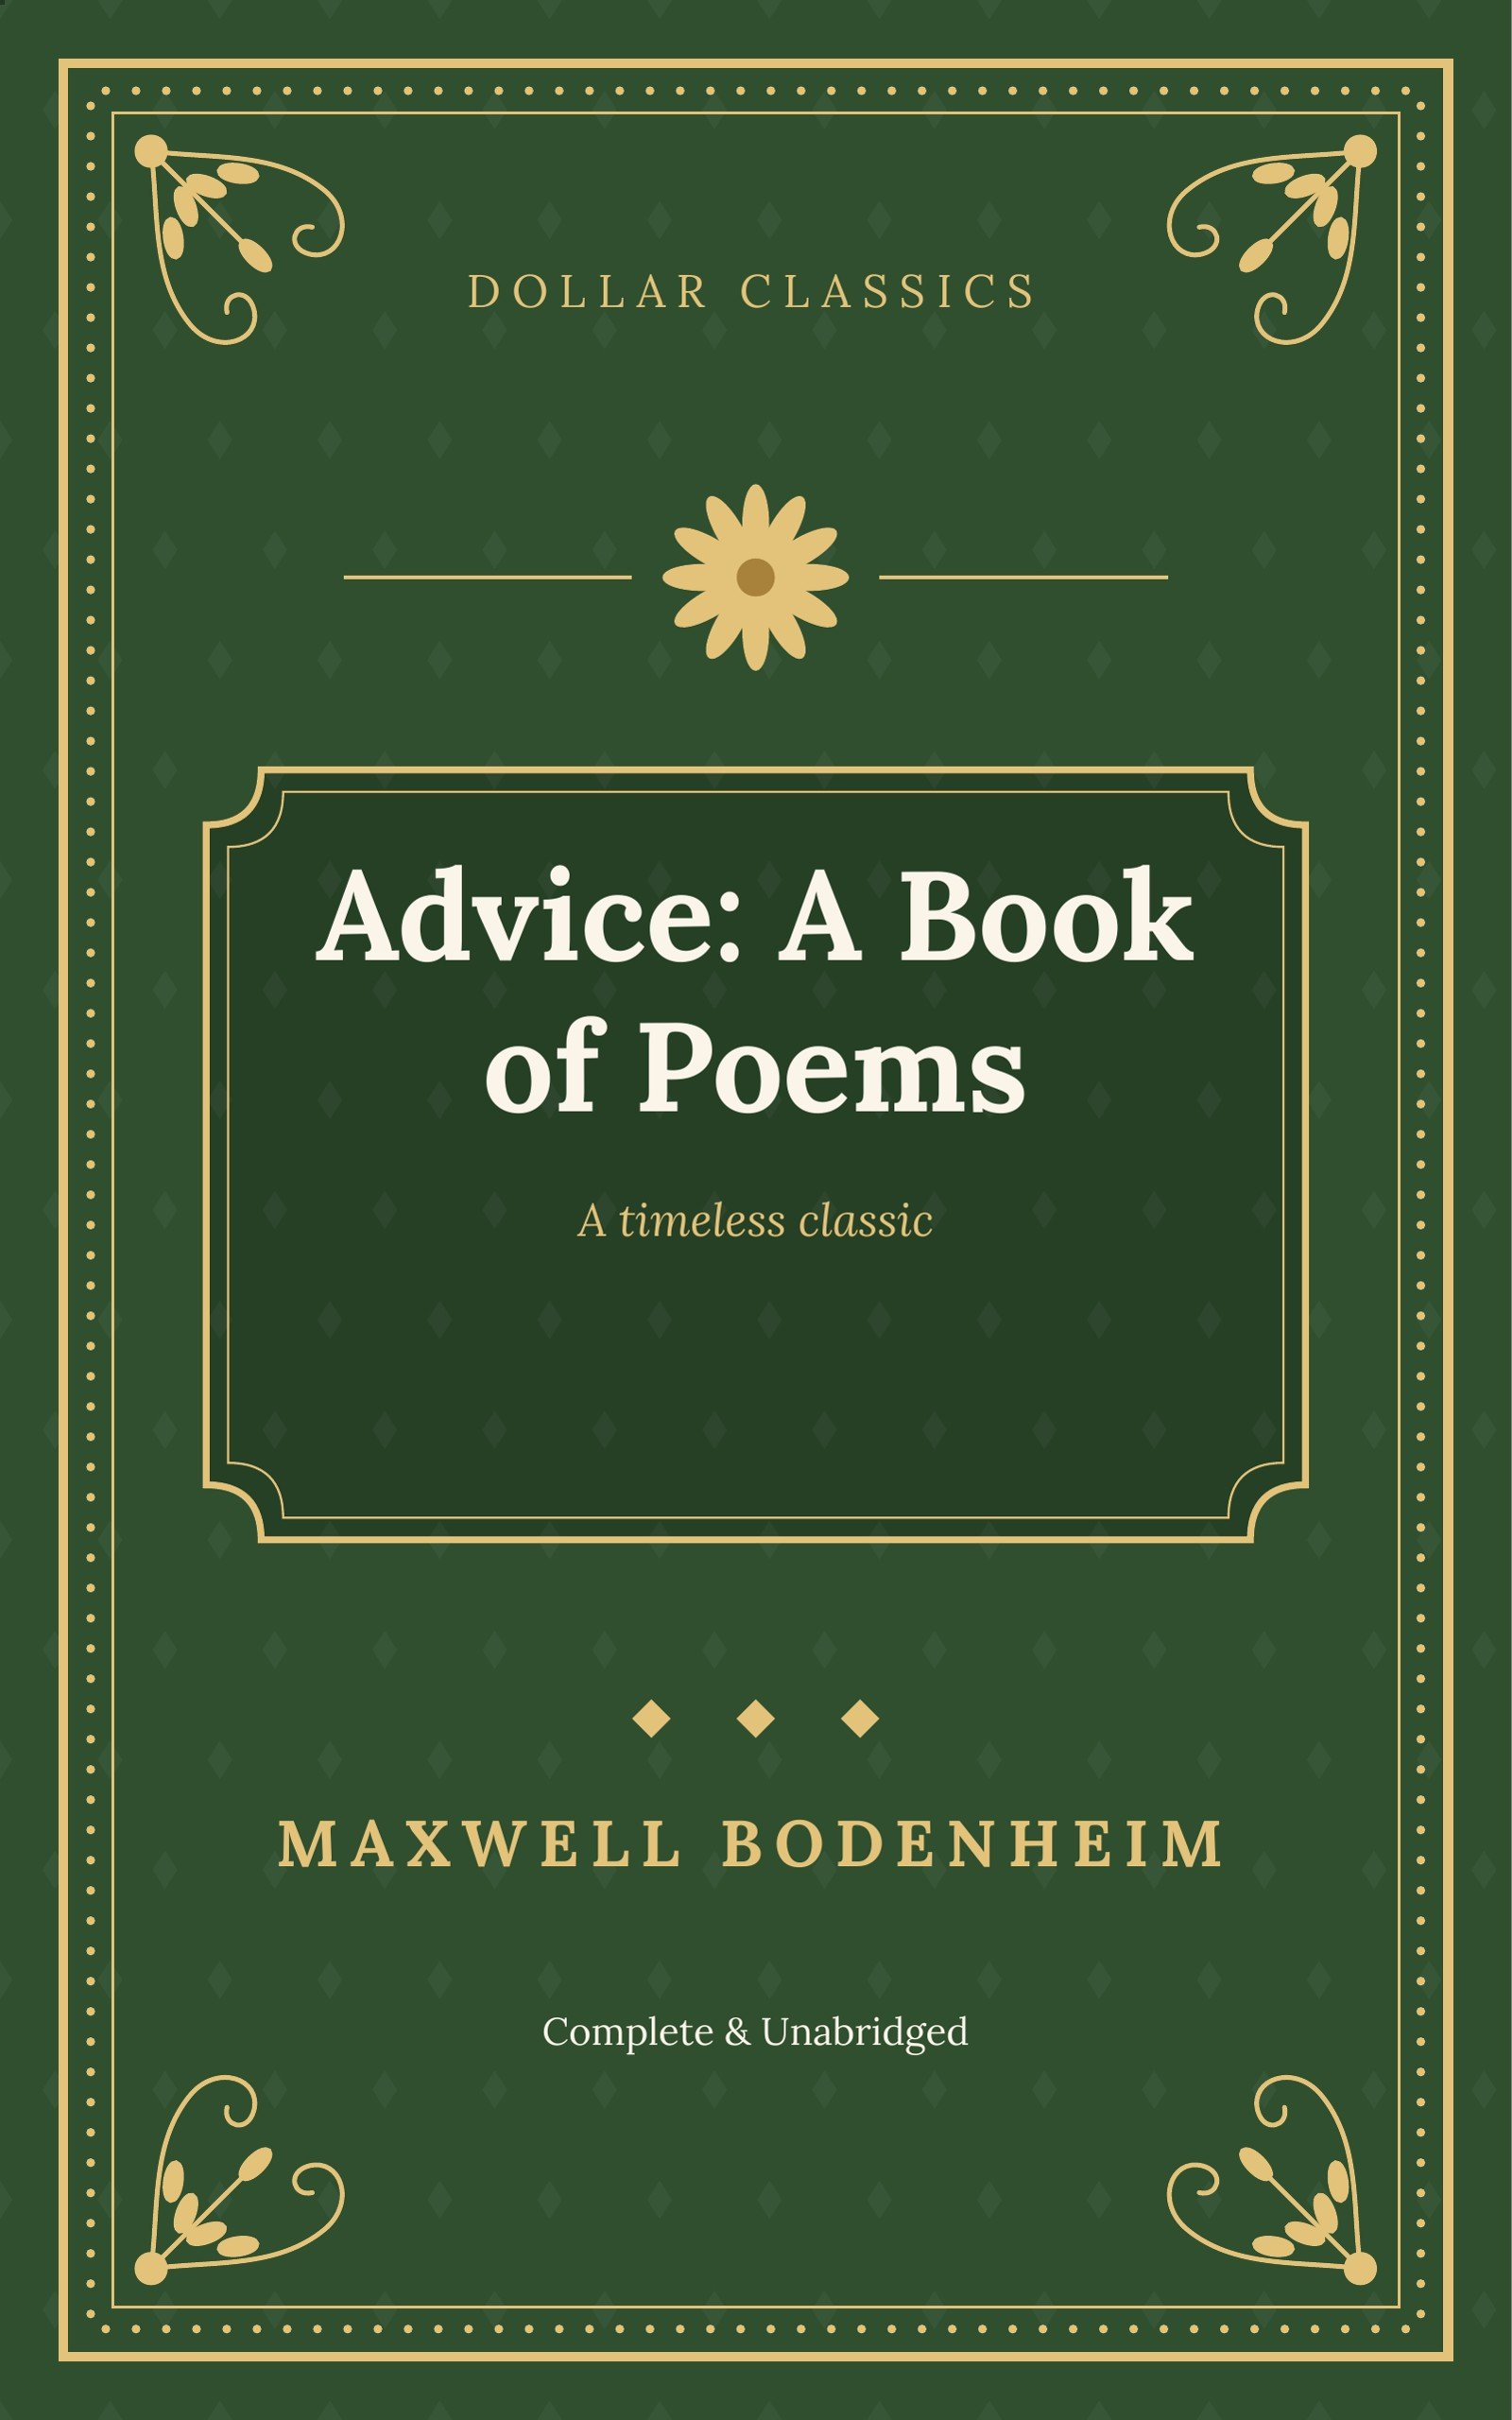 DOLLAR CLASSICS
Advice: A Book
of Poems
A timeless classic
MAXWELL BODENHEIM
Complete & Unabridged